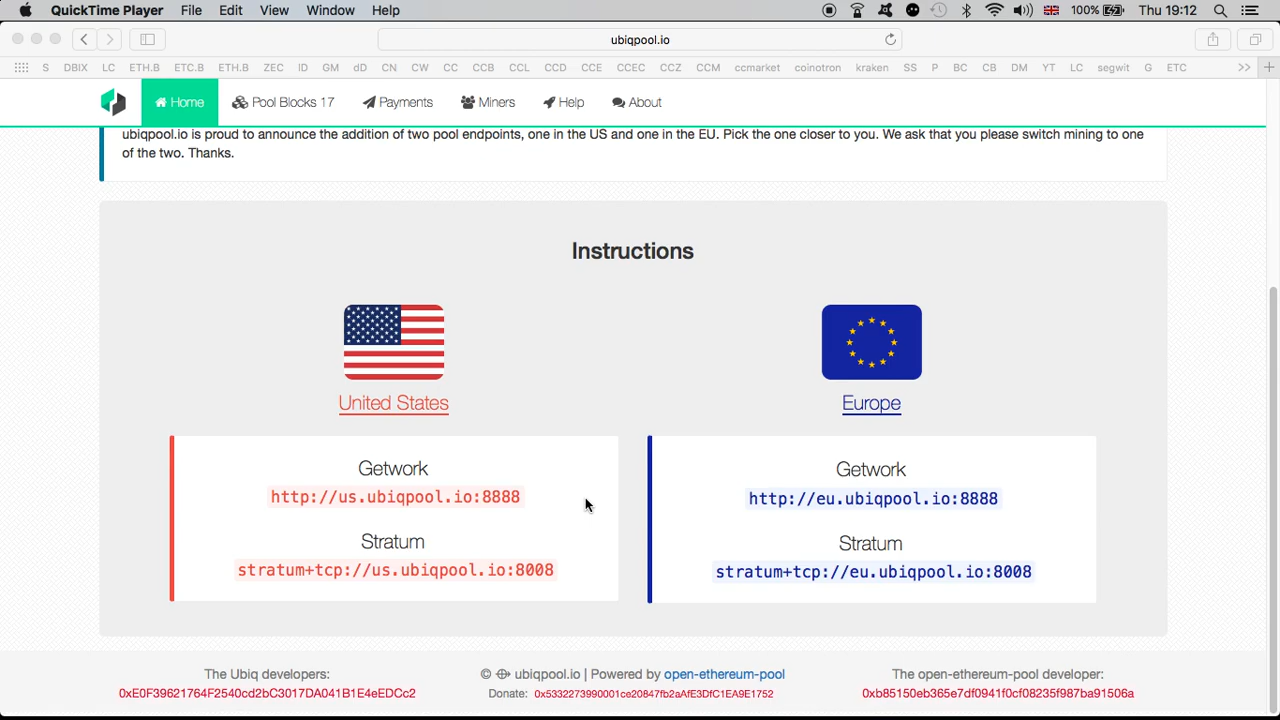 QuickTime Player File Edit View Window Help 100% Thu 19:12
ubiqpool.io
S DBIX LC ETH.B ETC.B ETH.B ZEC ID GM dD CN CW CC CCB CCL CCD CCE CCEC CCZ CCM ccmarket coinotron kraken SS P BC CB DM YT LC segwit G ETC
Home Pool Blocks 17 Payments Miners Help About
ubiqpool.io is proud to announce the addition of two pool endpoints, one in the US and one in the EU. Pick the one closer to you. We ask that you please switch mining to one
of the two. Thanks.
Instructions
United States
Getwork
http://us.ubiqpool.io:8888
Stratum
stratum+tcp://us.ubiqpool.io:8008
Europe
Getwork
http://eu.ubiqpool.io:8888
Stratum
stratum+tcp://eu.ubiqpool.io:8008
The Ubiq developers:
0xE0F39621764F2540cd2bC3017DA041B1E4eEDCc2
© ubiqpool.io | Powered by open-ethereum-pool
Donate: 0x5332273990001ce20847fb2aAfE3DfC1EA9E1752
The open-ethereum-pool developer:
0xb85150eb365e7df0941f0cf08235f987ba91506a